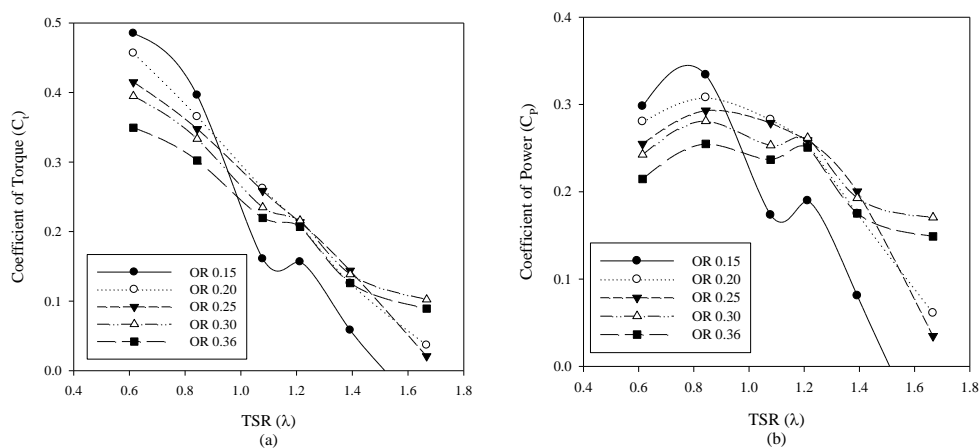 0.5
0.4
0.3
0.2
0.1
0.0
Coefficient of Torque (Ct)
OR 0.15
OR 0.20
OR 0.25
OR 0.30
OR 0.36
0.4 0.6 0.8 1.0 1.2 1.4 1.6 1.8
TSR (λ)
(a)
0.4
0.3
0.2
0.1
0.0
Coefficient of Power (CP)
OR 0.15
OR 0.20
OR 0.25
OR 0.30
OR 0.36
0.4 0.6 0.8 1.0 1.2 1.4 1.6 1.8
TSR (λ)
(b)